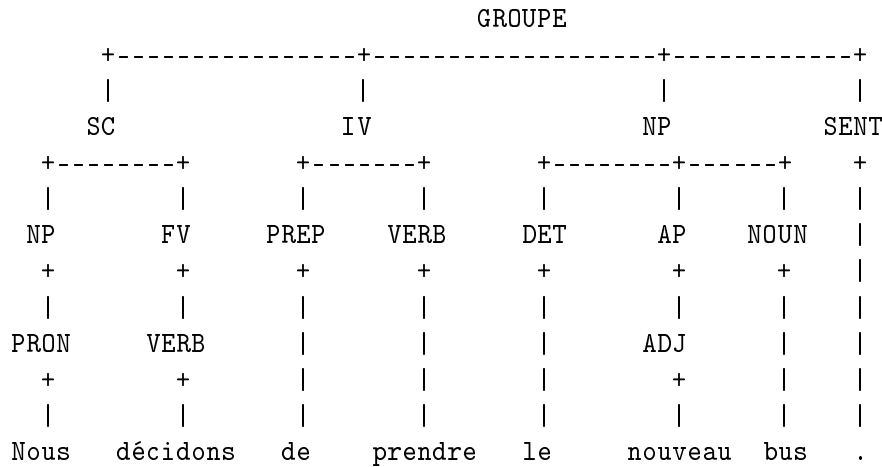 GROUPE
SC IV NP SENT
NP FV PREP VERB DET AP NOUN
PRON VERB ADJ
Nous décidons de prendre le nouveau bus .